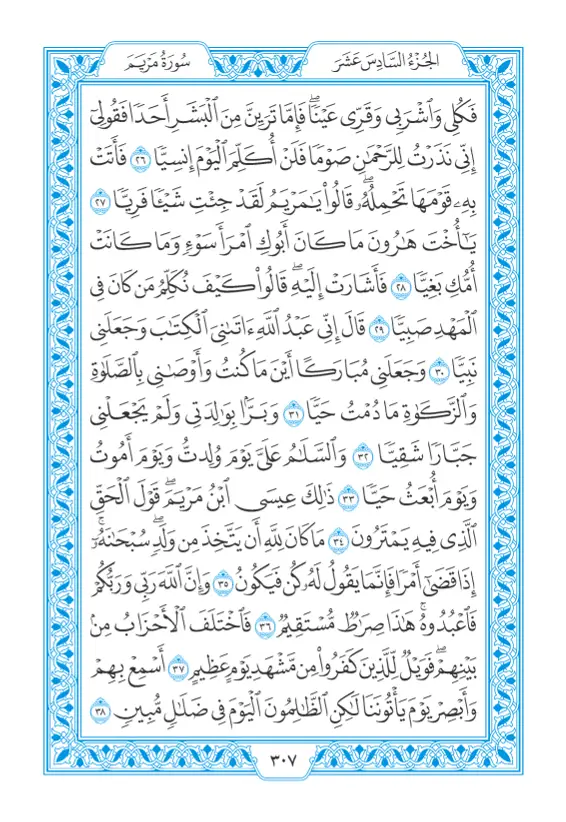 الجُزْءُ السَّادِسَ عَشَرَ
سُورَةُ مَرْيَمَ
فَكُلِى وَٱشْرَبِى وَقَرِّى عَيْنًاۖ فَإِمَّا تَرَيِنَّ مِنَ ٱلْبَشَرِ أَحَدًا فَقُولِىٓ
إِنِّى نَذَرْتُ لِلرَّحْمَٰنِ صَوْمًا فَلَنْ أُكَلِّمَ ٱلْيَوْمَ إِنسِيًّا ٢٦ فَأَتَتْ
بِهِۦ قَوْمَهَا تَحْمِلُهُۥۖ قَالُوا۟ يَٰمَرْيَمُ لَقَدْ جِئْتِ شَيْـًٔا فَرِيًّا ٢٧
يَٰٓأُخْتَ هَٰرُونَ مَا كَانَ أَبُوكِ ٱمْرَأَ سَوْءٍ وَمَا كَانَتْ
أُمُّكِ بَغِيًّا ٢٨ فَأَشَارَتْ إِلَيْهِۖ قَالُوا۟ كَيْفَ نُكَلِّمُ مَن كَانَ فِى
ٱلْمَهْدِ صَبِيًّا ٢٩ قَالَ إِنِّى عَبْدُ ٱللَّهِ ءَاتَىٰنِىَ ٱلْكِتَٰبَ وَجَعَلَنِى
نَبِيًّا ٣٠ وَجَعَلَنِى مُبَارَكًا أَيْنَ مَا كُنتُ وَأَوْصَٰنِى بِٱلصَّلَوٰةِ
وَٱلزَّكَوٰةِ مَا دُمْتُ حَيًّا ٣١ وَبَرًّۢا بِوَٰلِدَتِى وَلَمْ يَجْعَلْنِى
جَبَّارًا شَقِيًّا ٣٢ وَٱلسَّلَٰمُ عَلَىَّ يَوْمَ وُلِدتُّ وَيَوْمَ أَمُوتُ
وَيَوْمَ أُبْعَثُ حَيًّا ٣٣ ذَٰلِكَ عِيسَى ٱبْنُ مَرْيَمَۖ قَوْلَ ٱلْحَقِّ
ٱلَّذِى فِيهِ يَمْتَرُونَ ٣٤ مَا كَانَ لِلَّهِ أَن يَتَّخِذَ مِن وَلَدٍۖ سُبْحَٰنَهُۥٓۚ
إِذَا قَضَىٰٓ أَمْرًا فَإِنَّمَا يَقُولُ لَهُۥ كُن فَيَكُونُ ٣٥ وَإِنَّ ٱللَّهَ رَبِّى وَرَبُّكُمْ
فَٱعْبُدُوهُۚ هَٰذَا صِرَٰطٌ مُّسْتَقِيمٌ ٣٦ فَٱخْتَلَفَ ٱلْأَحْزَابُ مِنۢ
بَيْنِهِمْۖ فَوَيْلٌ لِّلَّذِينَ كَفَرُوا۟ مِن مَّشْهَدِ يَوْمٍ عَظِيمٍ ٣٧ أَسْمِعْ بِهِمْ
وَأَبْصِرْ يَوْمَ يَأْتُونَنَا لَٰكِنِ ٱلظَّٰلِمُونَ ٱلْيَوْمَ فِى ضَلَٰلٍ مُّبِينٍ ٣٨
٣٠٧